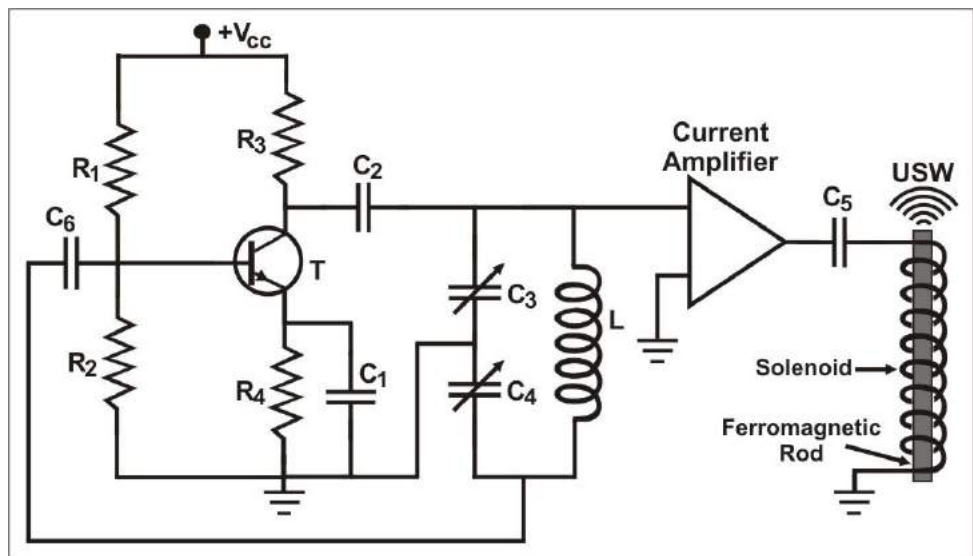 +Vcc
R1
R3
C6
C2
T
R2
R4
C1
C3
C4
L
Current
Amplifier
C5
USW
Solenoid
Ferromagnetic
Rod